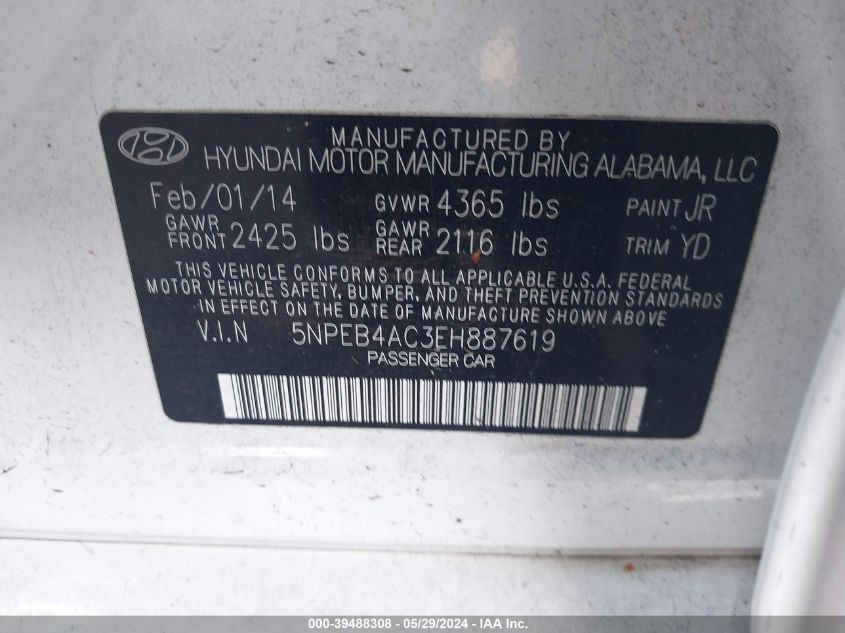 MANUFACTURED BY
HYUNDAI MOTOR MANUFACTURING ALABAMA, LLC
Feb/01/14 GVWR 4365 lbs PAINT JR
GAWR FRONT 2425 lbs GAWR REAR 2116 lbs TRIM YD
THIS VEHICLE CONFORMS TO ALL APPLICABLE U.S.A. FEDERAL
MOTOR VEHICLE SAFETY, BUMPER, AND THEFT PREVENTION STANDARDS
IN EFFECT ON THE DATE OF MANUFACTURE SHOWN ABOVE
V.I.N 5NPEB4AC3EH887619
PASSENGER CAR
000-39488308 - 05/29/2024 - IAA Inc.